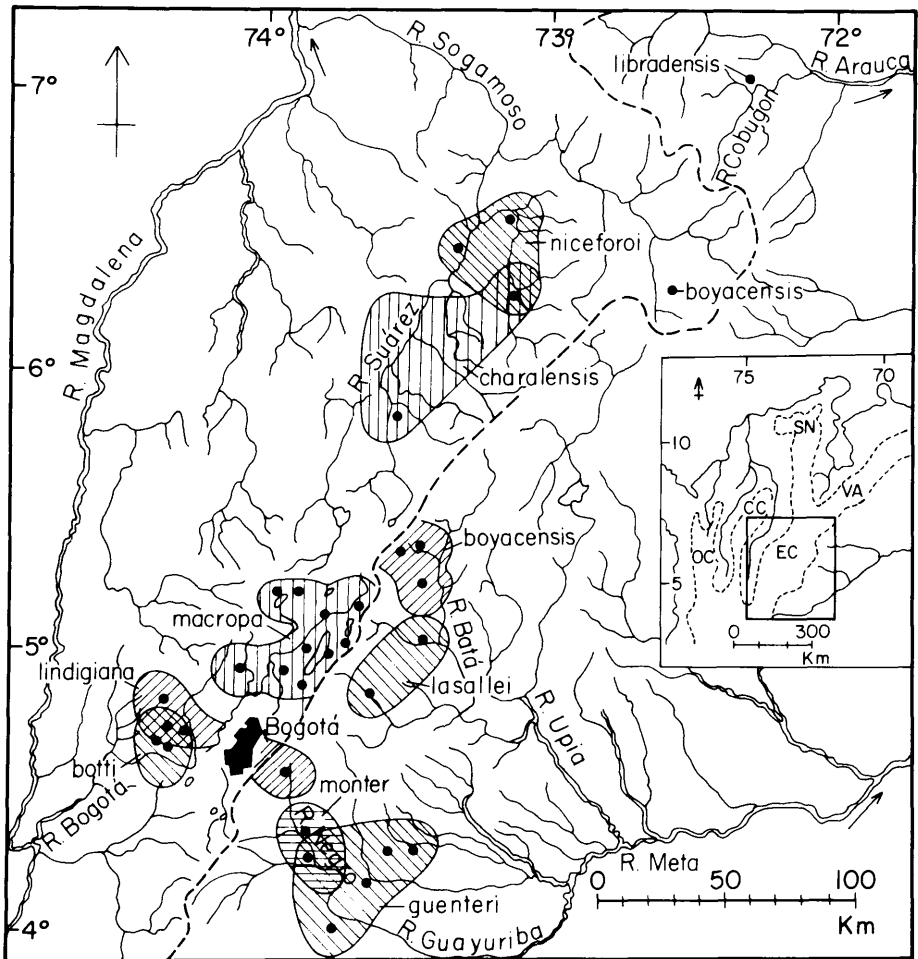 74° 73° 72°
R. Sogamoso
libradensis
R. Arauca
7°
R. Cobugón
R. Magdalena
niceforoi
boyacensis
R. Suárez
6°
charalensis
75 70
10
SN
VA
CC
OC
EC
5
0 300
Km
boyacensis
macropa
5°
R. Batá
lasallei
lindigiana
R. Upia
Bogotá
botti
monter
R. Bogotá
R. Meta
guenteri
0 50 100
Km
4°
R. Guayuriba